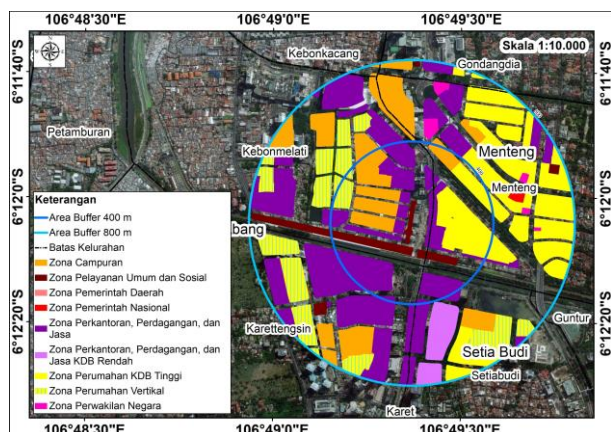 106°48'30"E 106°49'0"E 106°49'30"E
Skala 1:10.000
Kebonkacang
Gondangdia
6°11'40"S 6°11'40"S
Petamburan
Kebonmelati
Menteng
Menteng
6°12'0"S 6°12'0"S
bang
Keterangan
Area Buffer 400 m
Area Buffer 800 m
Batas Kelurahan
Zona Campuran
Zona Pelayanan Umum dan Sosial
Zona Pemerintah Daerah
Zona Pemerintah Nasional
Zona Perkantoran, Perdagangan, dan
Jasa
Zona Perkantoran, Perdagangan, dan
Jasa KDB Rendah
Zona Perumahan KDB Tinggi
Zona Perumahan Vertikal
Zona Perwakilan Negara
6°12'20"S 6°12'20"S
Guntur
Karettengsin
Setia Budi
Setiabudi
Karet
106°48'30"E 106°49'0"E 106°49'30"E